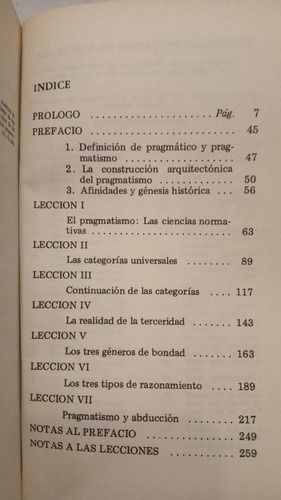 INDICE
PROLOGO Pág. 7
PREFACIO 45
1. Definición de pragmático y prag-
matismo 47
2. La construcción arquitectónica
del pragmatismo 50
3. Afinidades y génesis histórica 56
LECCION I
El pragmatismo: Las ciencias norma-
tivas 63
LECCION II
Las categorías universales 89
LECCION III
Continuación de las categorías 117
LECCION IV
La realidad de la terceridad 143
LECCION V
Los tres géneros de bondad 163
LECCION VI
Los tres tipos de razonamiento 189
LECCION VII
Pragmatismo y abducción 217
NOTAS AL PREFACIO 249
NOTAS A LAS LECCIONES 259